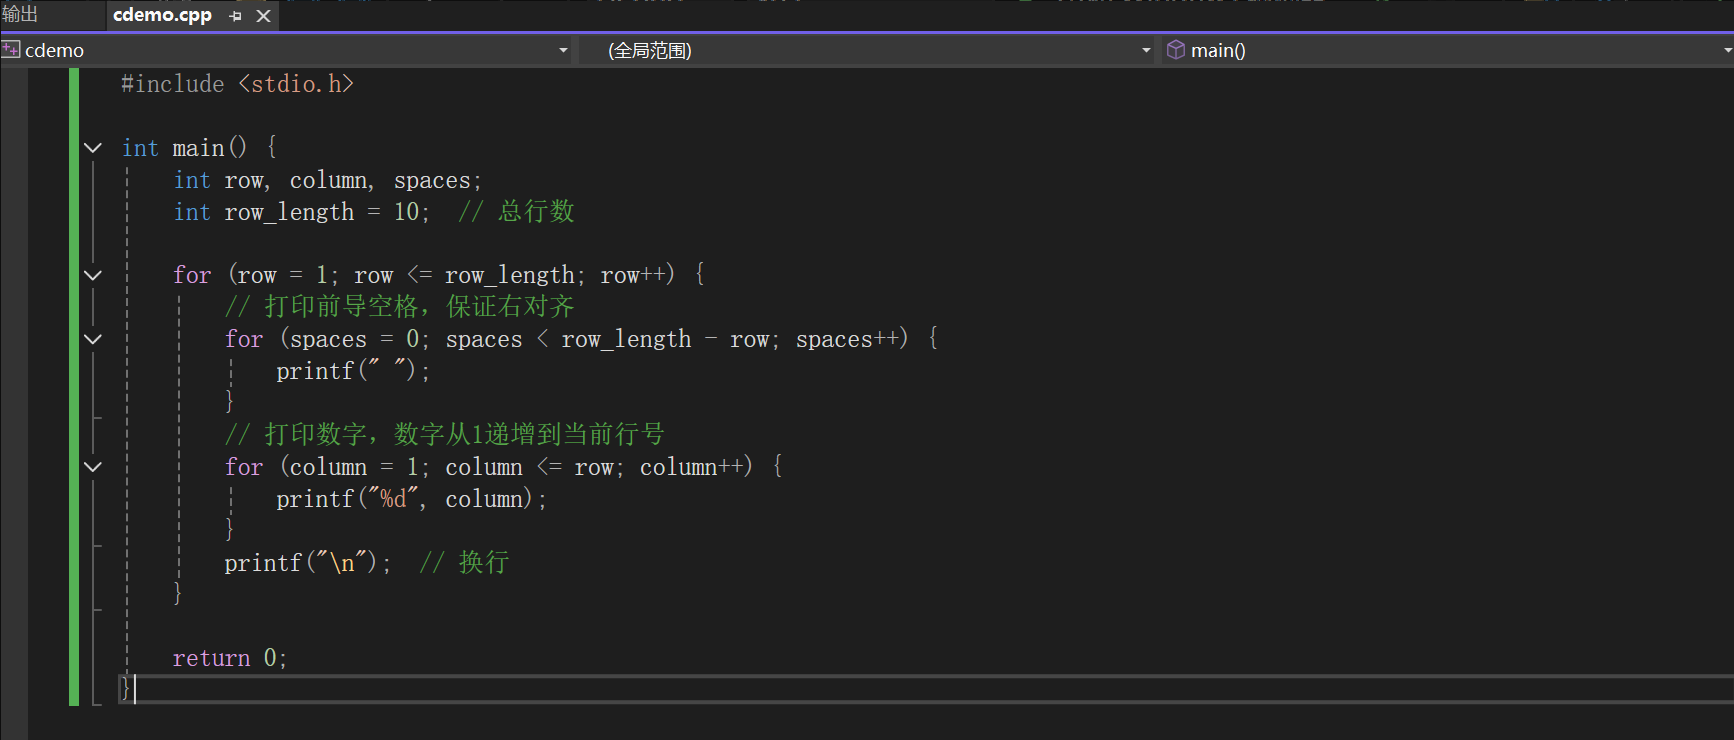 输出
cdemo.cpp
cdemo
(全局范围)
main()
#include <stdio.h>
int main() {
int row, column, spaces;
int row_length = 10;  // 总行数
for (row = 1; row <= row_length; row++) {
// 打印前导空格，保证右对齐
for (spaces = 0; spaces < row_length - row; spaces++) {
printf(" ");
}
// 打印数字，数字从1递增到当前行号
for (column = 1; column <= row; column++) {
printf("%d", column);
}
printf("\n");  // 换行
}
return 0;
}